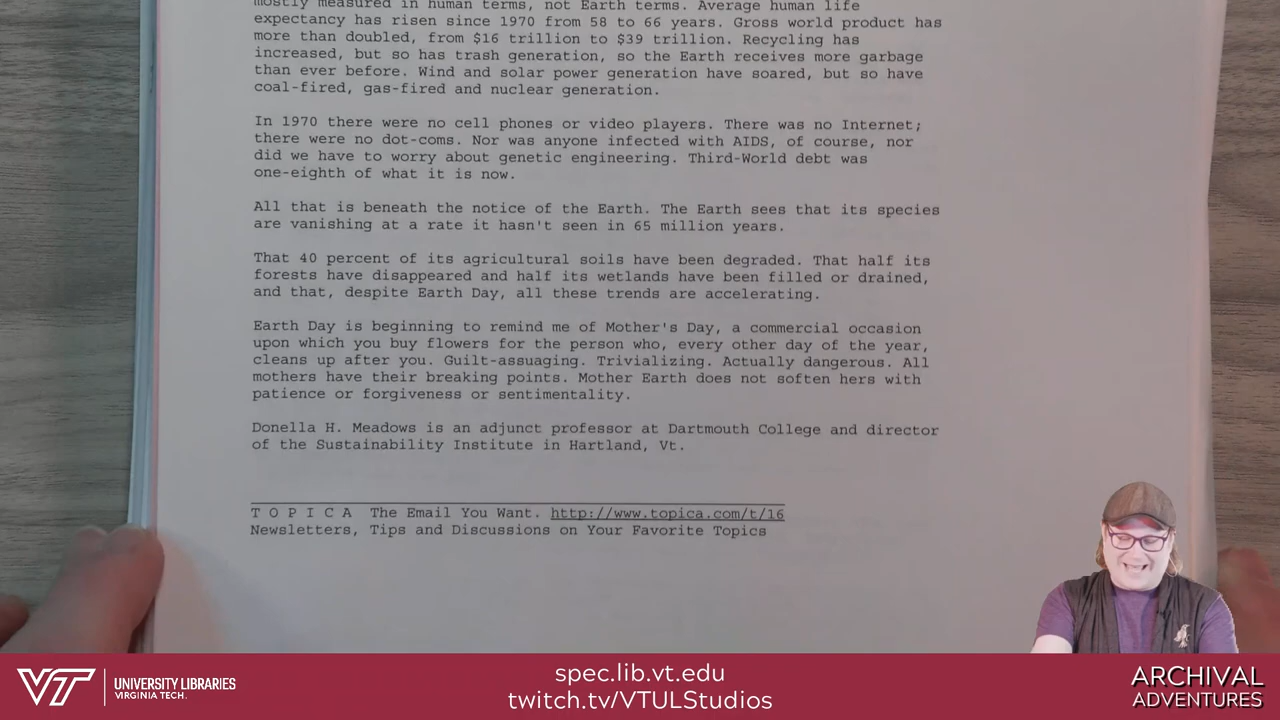 mostly measured in human terms, not Earth terms. Average human life
expectancy has risen since 1970 from 58 to 66 years. Gross world product has
more than doubled, from $16 trillion to $39 trillion. Recycling has
increased, but so has trash generation, so the Earth receives more garbage
than ever before. Wind and solar power generation have soared, but so have
coal-fired, gas-fired and nuclear generation.
In 1970 there were no cell phones or video players. There was no Internet;
there were no dot-coms. Nor was anyone infected with AIDS, of course, nor
did we have to worry about genetic engineering. Third-World debt was
one-eighth of what it is now.
All that is beneath the notice of the Earth. The Earth sees that its species
are vanishing at a rate it hasn't seen in 65 million years.
That 40 percent of its agricultural soils have been degraded. That half its
forests have disappeared and half its wetlands have been filled or drained,
and that, despite Earth Day, all these trends are accelerating.
Earth Day is beginning to remind me of Mother's Day, a commercial occasion
upon which you buy flowers for the person who, every other day of the year,
cleans up after you. Guilt-assuaging. Trivializing. Actually dangerous. All
mothers have their breaking points. Mother Earth does not soften hers with
patience or forgiveness or sentimentality.
Donella H. Meadows is an adjunct professor at Dartmouth College and director
of the Sustainability Institute in Hartland, Vt.
T O P I C A The Email You Want. http://www.topica.com/t/16
Newsletters, Tips and Discussions on Your Favorite Topics
VT UNIVERSITY LIBRARIES
VIRGINIA TECH.
spec.lib.vt.edu
twitch.tv/VTULStudios
ARCHIVAL
ADVENTURES